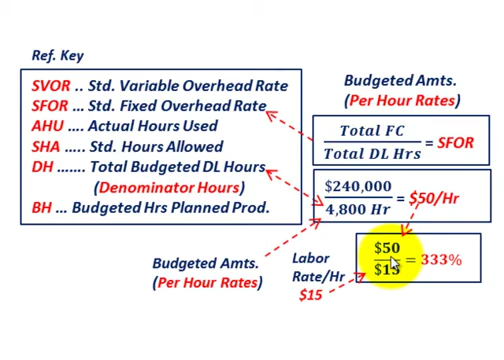 Ref. Key
SVOR .. Std. Variable Overhead Rate
SFOR ... Std. Fixed Overhead Rate
AHU .... Actual Hours Used
SHA ..... Std. Hours Allowed
DH ....... Total Budgeted DL Hours
(Denominator Hours)
BH ... Budgeted Hrs Planned Prod.
Budgeted Amts.
(Per Hour Rates)
Total FC
Total DL Hrs
= SFOR
$240,000
4,800 Hr
= $50/Hr
$50
$15
= 333%
Labor
Rate/Hr
$15
Budgeted Amts.
(Per Hour Rates)